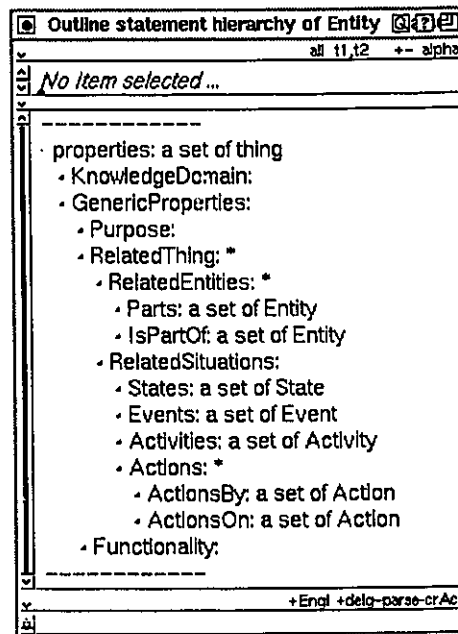 Outline statement hierarchy of Entity
all t1,t2 +- alpha
No item selected ...
properties: a set of thing
KnowledgeDomain:
GenericProperties:
Purpose:
RelatedThing: *
RelatedEntities: *
Parts: a set of Entity
IsPartOf: a set of Entity
RelatedSituations:
States: a set of State
Events: a set of Event
Activities: a set of Activity
Actions: *
ActionsBy: a set of Action
ActionsOn: a set of Action
Functionality:
+Engl +delg-parse-crAc